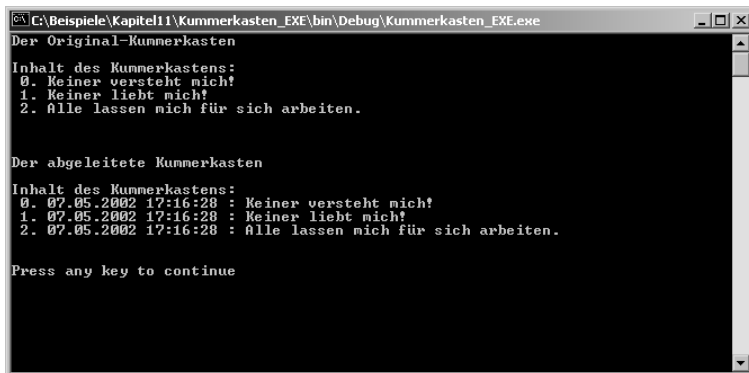 C:\Beispiele\Kapitel11\Kummerkasten_EXE\bin\Debug\Kummerkasten_EXE.exe
Der Original-Kummerkasten
Inhalt des Kummerkastens:
0. Keiner versteht mich!
1. Keiner liebt mich!
2. Alle lassen mich für sich arbeiten.
Der abgeleitete Kummerkasten
Inhalt des Kummerkastens:
0. 07.05.2002 17:16:28 : Keiner versteht mich!
1. 07.05.2002 17:16:28 : Keiner liebt mich!
2. 07.05.2002 17:16:28 : Alle lassen mich für sich arbeiten.
Press any key to continue